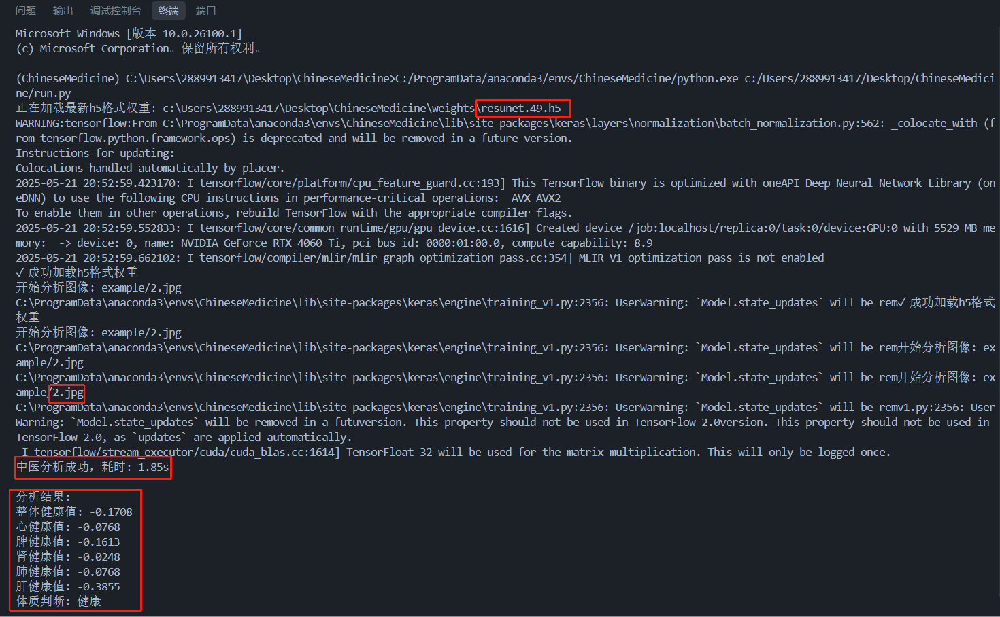 问题 输出 调试控制台 终端 端口
Microsoft Windows [版本 10.0.26100.1]
(c) Microsoft Corporation。保留所有权利。
(ChineseMedicine) C:\Users\2889913417\Desktop\ChineseMedicine>C:/ProgramData/anaconda3/envs/ChineseMedicine/python.exe c:/Users/2889913417/Desktop/ChineseMedici
ne/run.py
正在加载最新h5格式权重: c:\Users\2889913417\Desktop\ChineseMedicine\weights\resunet.49.h5
WARNING:tensorflow:From C:\ProgramData\anaconda3\envs\ChineseMedicine\lib\site-packages\keras\layers\normalization\batch_normalization.py:562: _colocate_with (f
rom tensorflow.python.framework.ops) is deprecated and will be removed in a future version.
Instructions for updating:
Colocations handled automatically by placer.
2025-05-21 20:52:59.423170: I tensorflow/core/platform/cpu_feature_guard.cc:193] This TensorFlow binary is optimized with oneAPI Deep Neural Network Library (on
eDNN) to use the following CPU instructions in performance-critical operations:  AVX AVX2
To enable them in other operations, rebuild TensorFlow with the appropriate compiler flags.
2025-05-21 20:52:59.552833: I tensorflow/core/common_runtime/gpu/gpu_device.cc:1616] Created device /job:localhost/replica:0/task:0/device:GPU:0 with 5529 MB me
mory:  -> device: 0, name: NVIDIA GeForce RTX 4060 Ti, pci bus id: 0000:01:00.0, compute capability: 8.9
2025-05-21 20:52:59.662102: I tensorflow/compiler/mlir/mlir_graph_optimization_pass.cc:354] MLIR V1 optimization pass is not enabled
✓ 成功加载h5格式权重
开始分析图像: example/2.jpg
C:\ProgramData\anaconda3\envs\ChineseMedicine\lib\site-packages\keras\engine\training_v1.py:2356: UserWarning: `Model.state_updates` will be rem✓ 成功加载h5格式
权重
开始分析图像: example/2.jpg
C:\ProgramData\anaconda3\envs\ChineseMedicine\lib\site-packages\keras\engine\training_v1.py:2356: UserWarning: `Model.state_updates` will be rem开始分析图像: ex
ample/2.jpg
C:\ProgramData\anaconda3\envs\ChineseMedicine\lib\site-packages\keras\engine\training_v1.py:2356: UserWarning: `Model.state_updates` will be rem开始分析图像: ex
ample/2.jpg
C:\ProgramData\anaconda3\envs\ChineseMedicine\lib\site-packages\keras\engine\training_v1.py:2356: UserWarning: `Model.state_updates` will be remv1.py:2356: User
Warning: `Model.state_updates` will be removed in a futuversion. This property should not be used in TensorFlow 2.0version. This property should not be used in
TensorFlow 2.0, as `updates` are applied automatically.
I tensorflow/stream_executor/cuda/cuda_blas.cc:1614] TensorFloat-32 will be used for the matrix multiplication. This will only be logged once.
中医分析成功，耗时: 1.85s
分析结果:
整体健康值: -0.1708
心健康值: -0.0768
脾健康值: -0.1613
肾健康值: -0.0248
肺健康值: -0.0768
肝健康值: -0.3855
体质判断: 健康